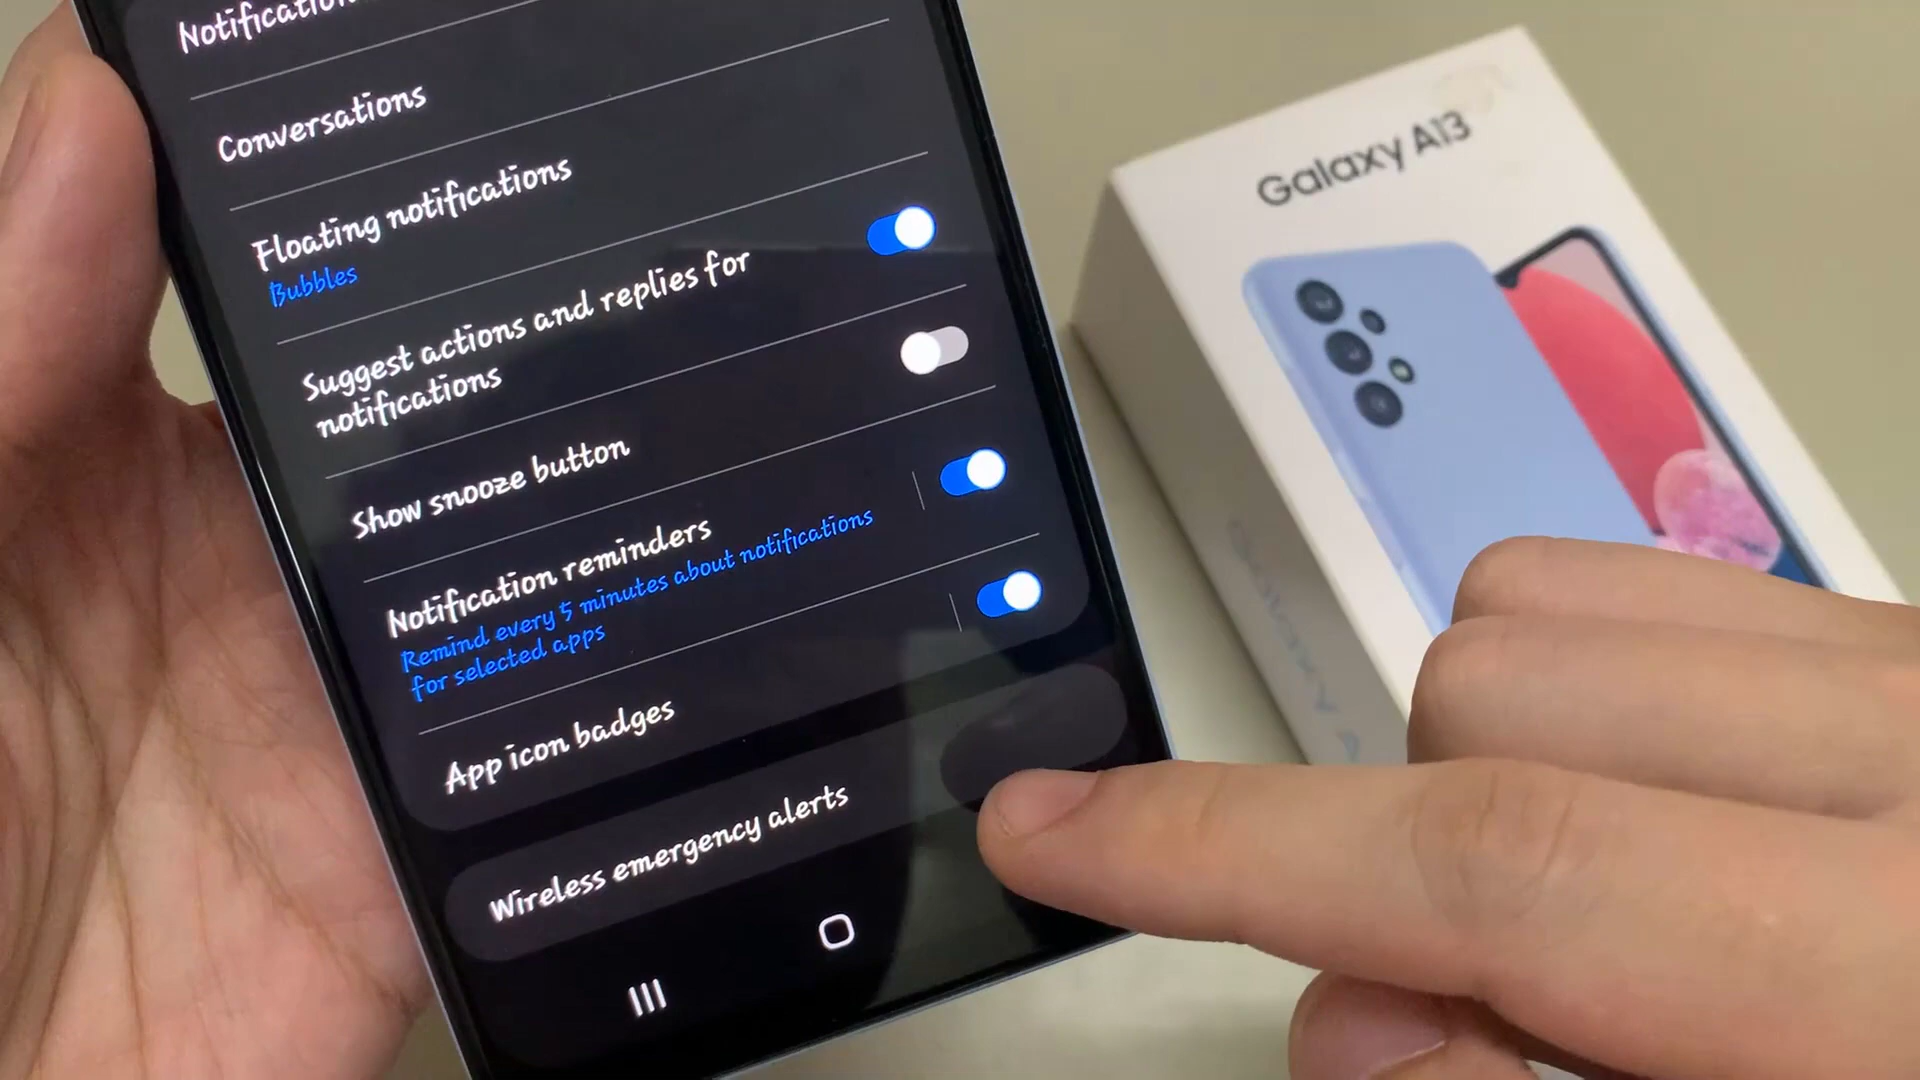 Conversations
Floating notifications
Bubbles
Suggest actions and replies for
notifications
Show snooze button
Notification reminders
Remind every 5 minutes about notifications
for selected apps
App icon badges
Wireless emergency alerts
Galaxy A13